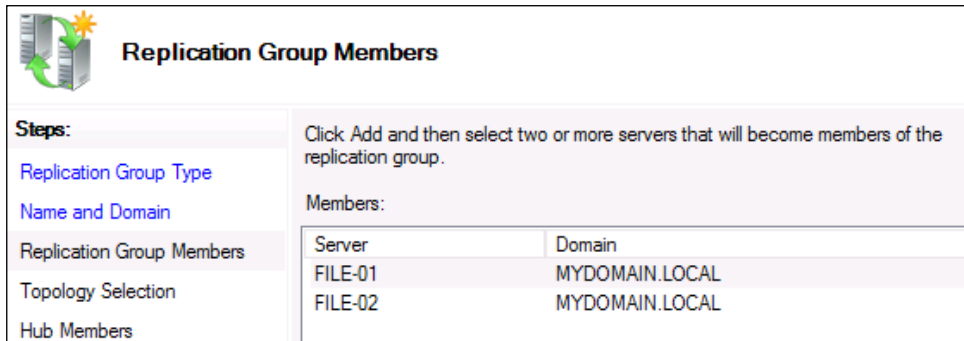 Replication Group Members
Steps:
Replication Group Type
Name and Domain
Replication Group Members
Topology Selection
Hub Members
Click Add and then select two or more servers that will become members of the
replication group.
Members:
Server Domain
FILE-01 MYDOMAIN.LOCAL
FILE-02 MYDOMAIN.LOCAL